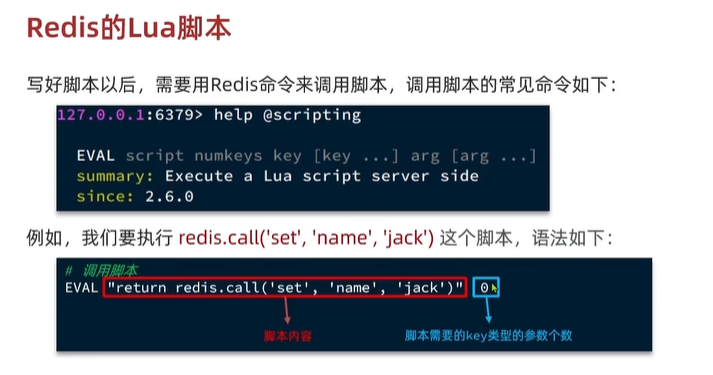 Redis的Lua脚本
写好脚本以后，需要用Redis命令来调用脚本，调用脚本的常见命令如下：
127.0.0.1:6379> help @scripting
EVAL script numkeys key [key ...] arg [arg ...]
summary: Execute a Lua script server side
since: 2.6.0
例如，我们要执行 redis.call('set', 'name', 'jack') 这个脚本，语法如下：
# 调用脚本
EVAL "return redis.call('set', 'name', 'jack')" 0
脚本内容 脚本需要的key类型的参数个数